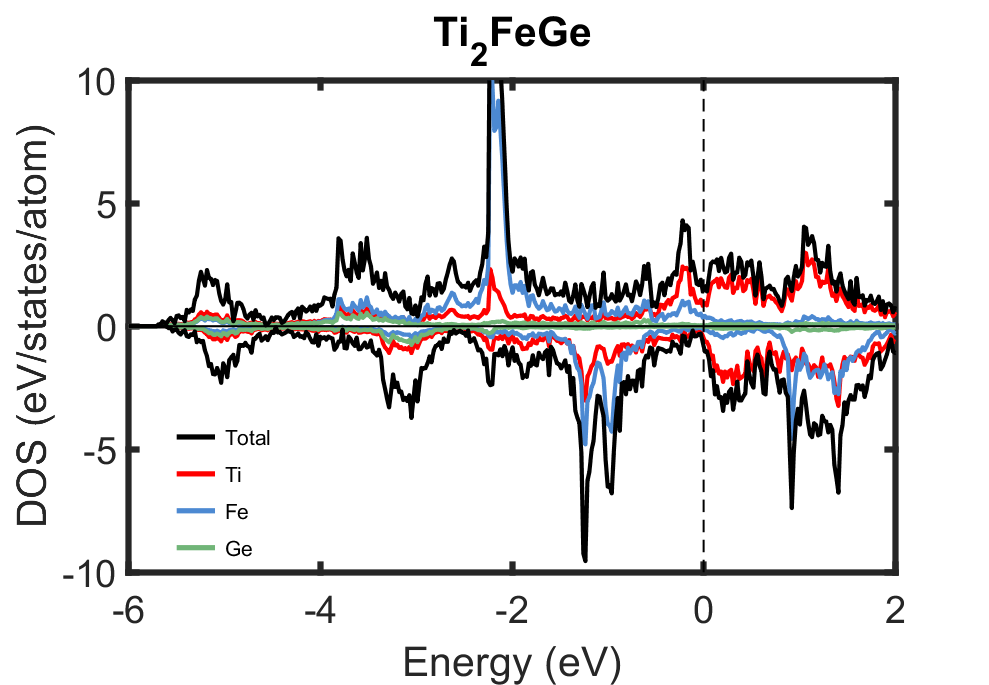 Ti2FeGe
DOS (eV/states/atom)
10
5
0
-5
-10
Total
Ti
Fe
Ge
-6 -4 -2 0 2
Energy (eV)